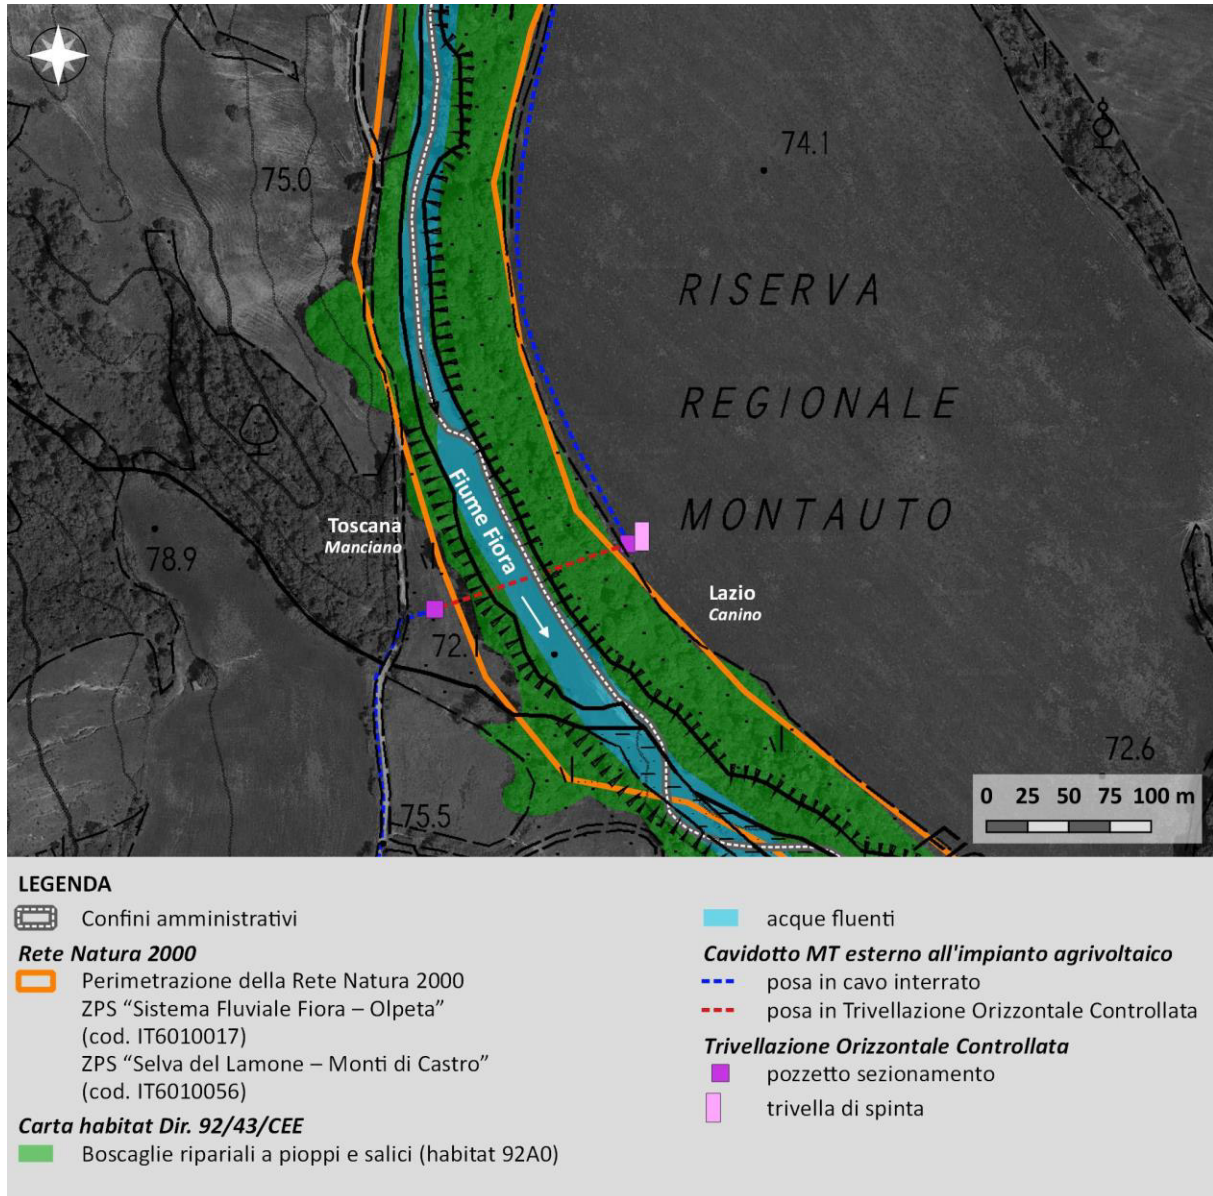 74.1
75.0
RISERVA
REGIONALE
MONTAUTO
Fiume Fiora
Toscana
Manciano
78.9
Lazio
Canino
72.
72.6
0 25 50 75 100 m
75.5
LEGENDA
Confini amministrativi
Rete Natura 2000
Perimetrazione della Rete Natura 2000
ZPS “Sistema Fluviale Fiora – Olpeta”
(cod. IT6010017)
ZPS “Selva del Lamone – Monti di Castro”
(cod. IT6010056)
Carta habitat Dir. 92/43/CEE
Boscaglie ripariali a pioppi e salici (habitat 92A0)
acque fluenti
Cavidotto MT esterno all'impianto agrivoltaico
posa in cavo interrato
posa in Trivellazione Orizzontale Controllata
Trivellazione Orizzontale Controllata
pozzetto sezionamento
trivella di spinta